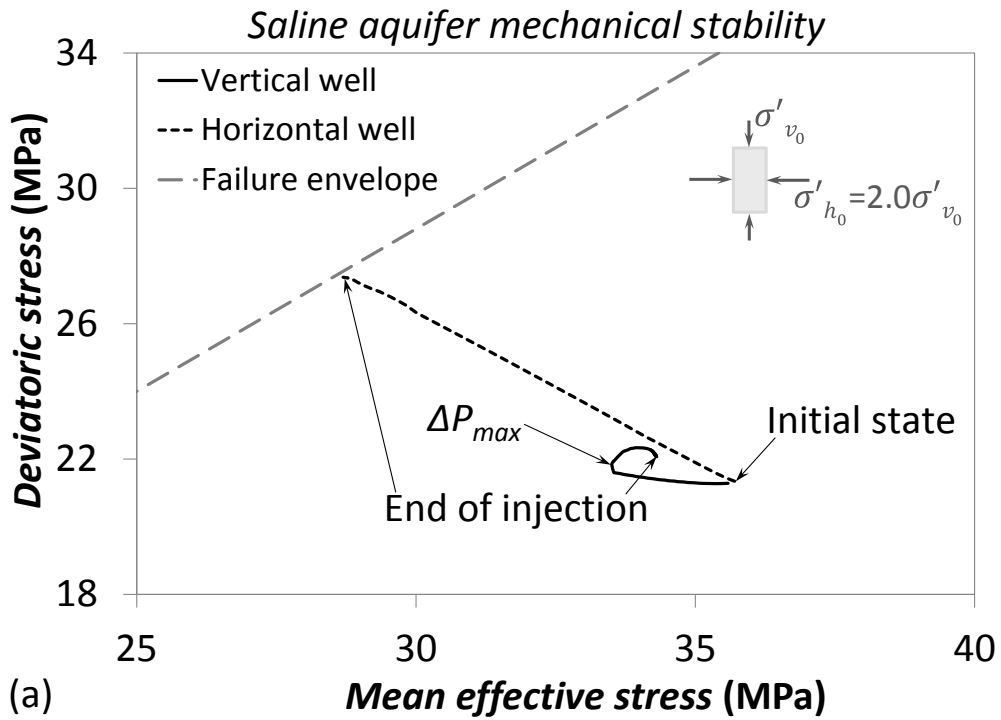 Saline aquifer mechanical stability
34
30
26
22
18
Deviatoric stress (MPa)
Vertical well
Horizontal well
Failure envelope
σ′v0
σ′h0=2.0σ′v0
ΔPmax
Initial state
End of injection
25
30
35
40
(a)
Mean effective stress (MPa)